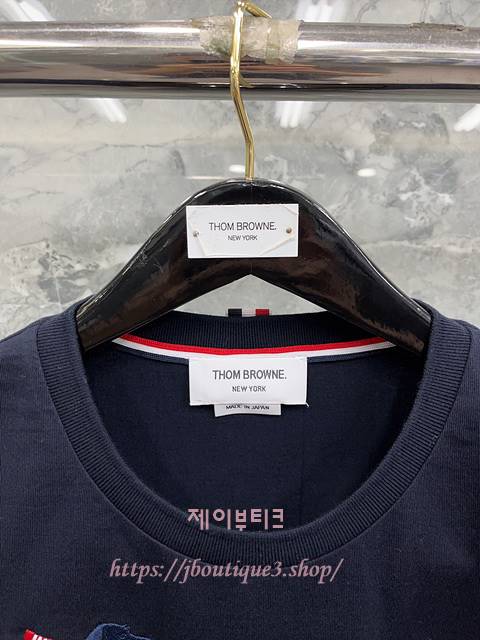 THOM BROWNE.
NEW YORK
THOM BROWNE.
NEW YORK
MADE IN JAPAN
제이부티크
https://jboutique3.shop/